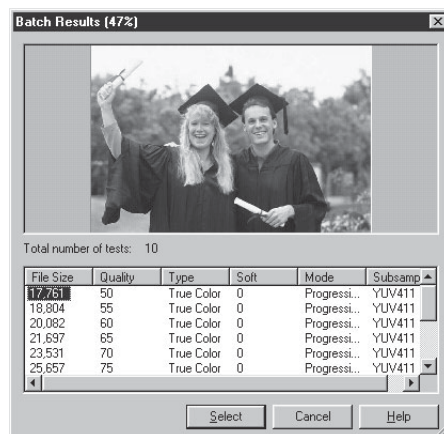 Batch Results (47%)
Total number of tests: 10
File Size Quality Type Soft Mode Subsamp
17,761 50 True Color 0 Progressi... YUV411
18,804 55 True Color 0 Progressi... YUV411
20,082 60 True Color 0 Progressi... YUV411
21,697 65 True Color 0 Progressi... YUV411
23,531 70 True Color 0 Progressi... YUV411
25,657 75 True Color 0 Progressi... YUV411
Select Cancel Help